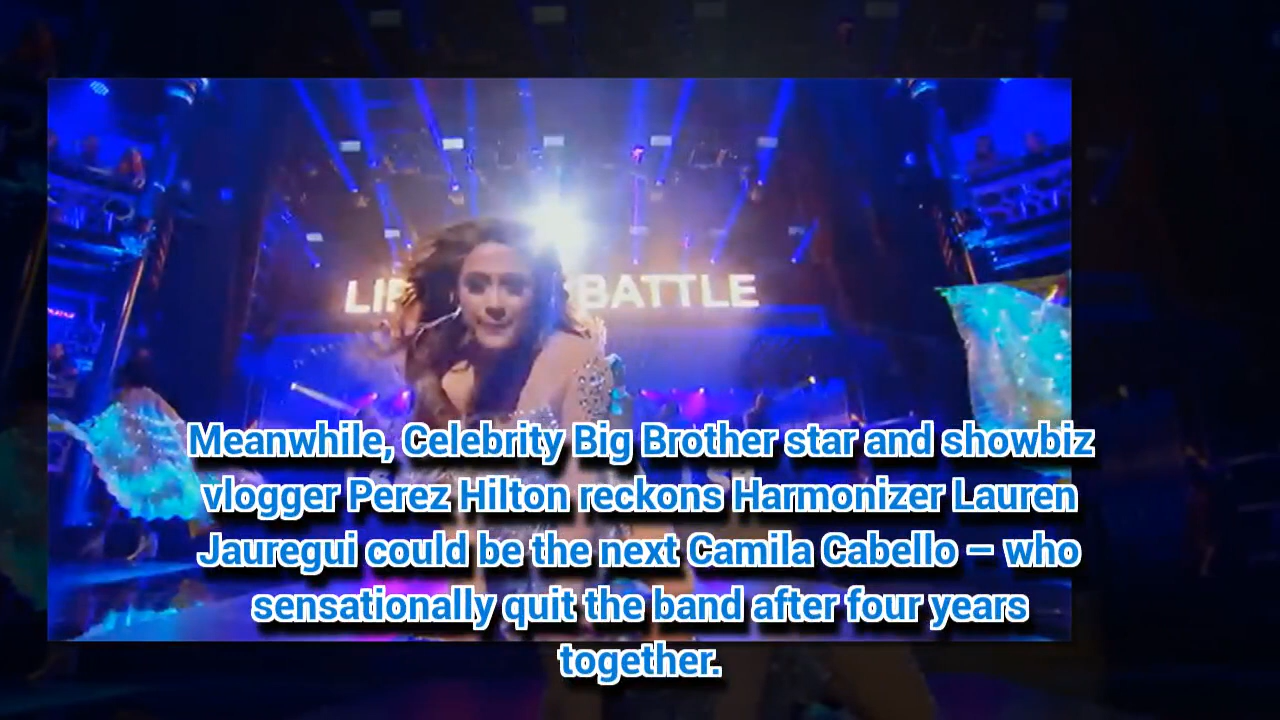 LIP BATTLE
Meanwhile, Celebrity Big Brother star and showbiz
vlogger Perez Hilton reckons Harmonizer Lauren
Jauregui could be the next Camila Cabello – who
sensationally quit the band after four years
together.